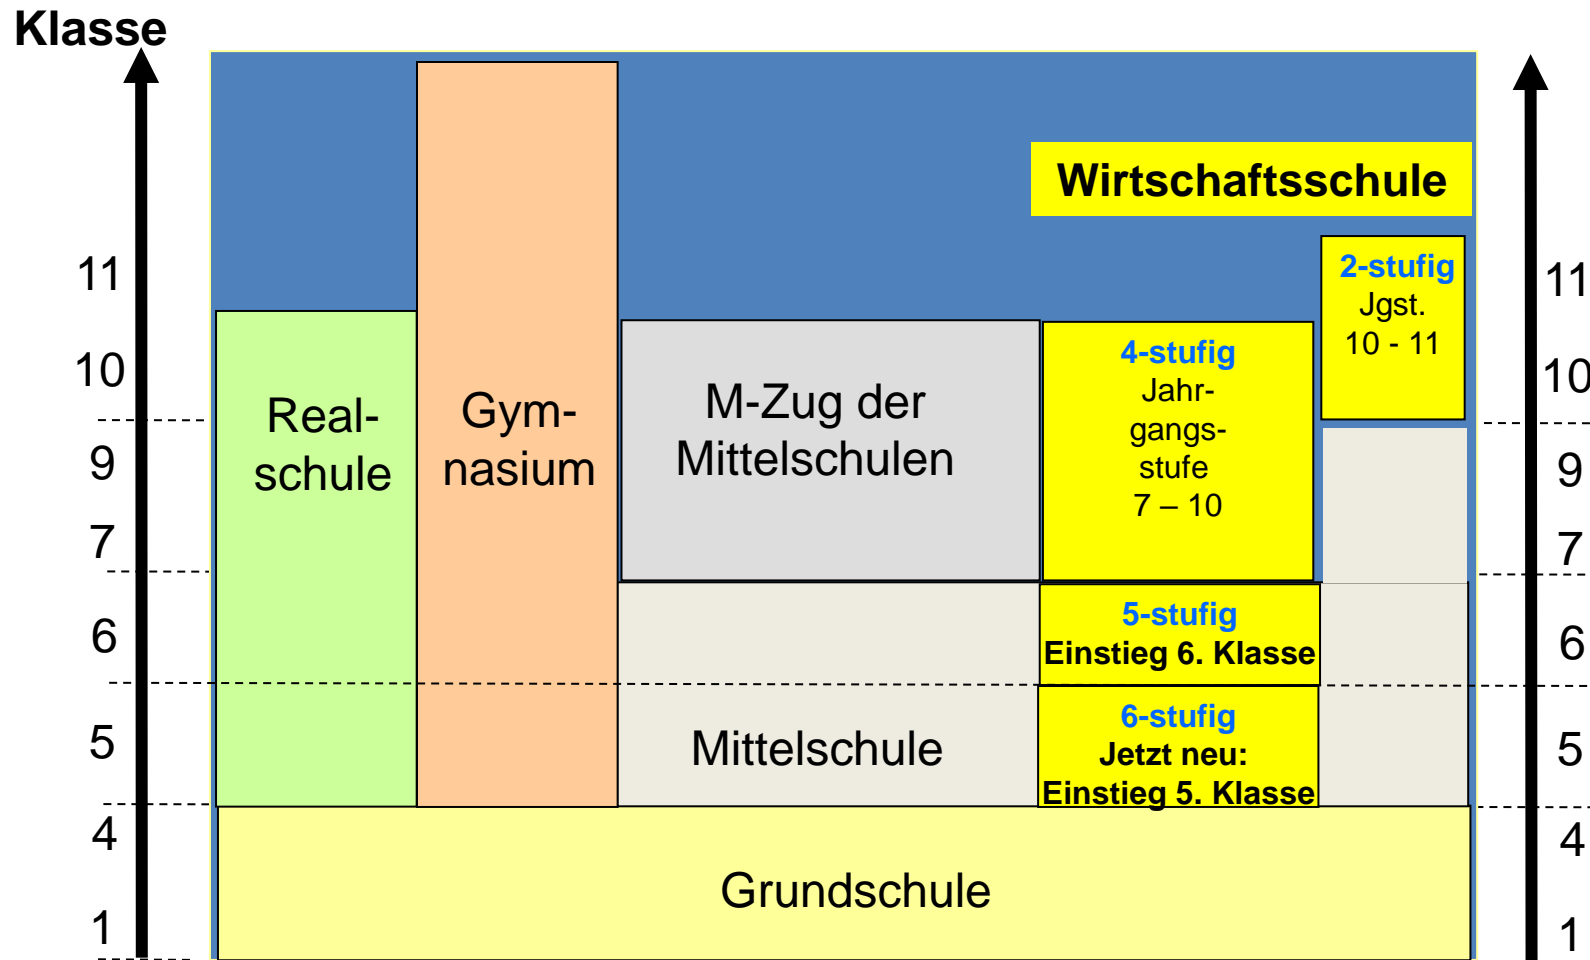 Klasse
Wirtschaftsschule
11
10
9
7
6
5
4
1
Real-
schule
Gym-
nasium
M-Zug der
Mittelschulen
4-stufig
Jahr-
gangs-
stufe
7 – 10
2-stufig
Jgst.
10 - 11
5-stufig
Einstieg 6. Klasse
Mittelschule
6-stufig
Jetzt neu:
Einstieg 5. Klasse
Grundschule
11
10
9
7
6
5
4
1